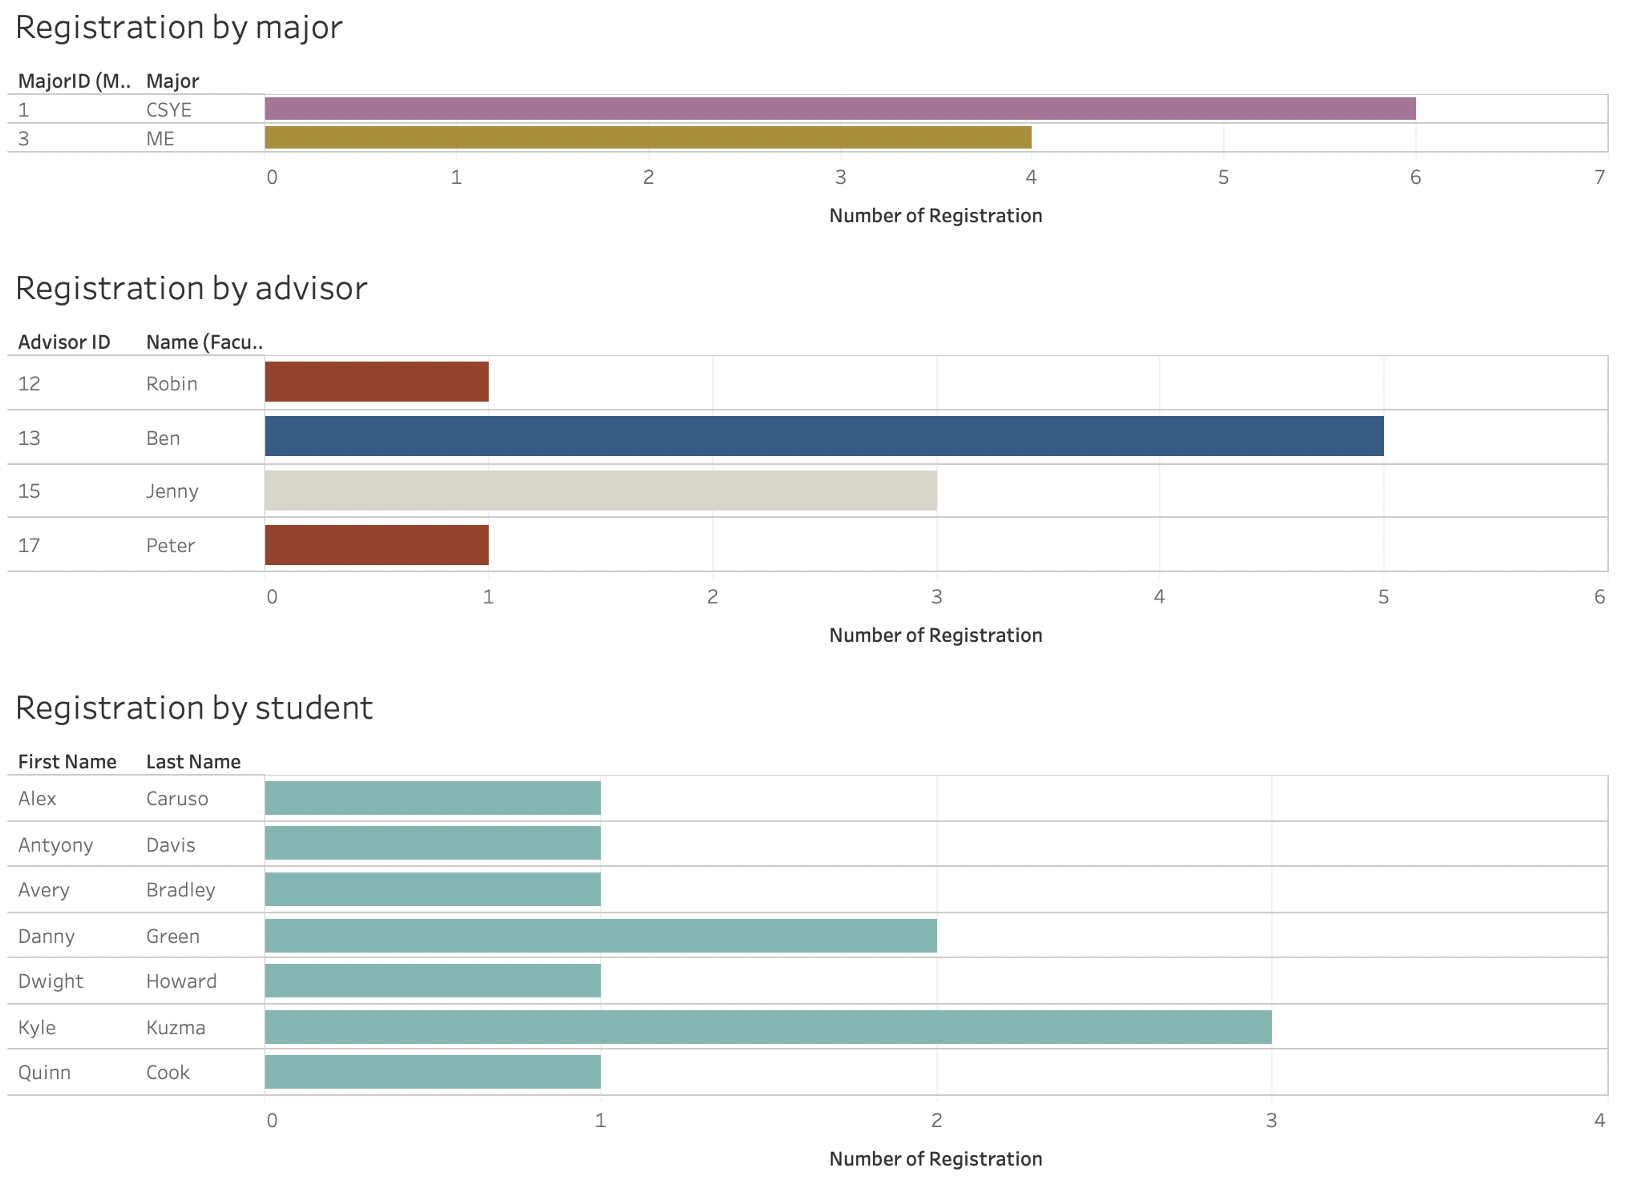 Registration by major
MajorID (M.. Major
1 CSYE
3 ME
0 1 2 3 4 5 6 7
Number of Registration
Registration by advisor
Advisor ID Name (Facu..
12 Robin
13 Ben
15 Jenny
17 Peter
0 1 2 3 4 5 6
Number of Registration
Registration by student
First Name Last Name
Alex Caruso
Antyony Davis
Avery Bradley
Danny Green
Dwight Howard
Kyle Kuzma
Quinn Cook
0 1 2 3 4
Number of Registration